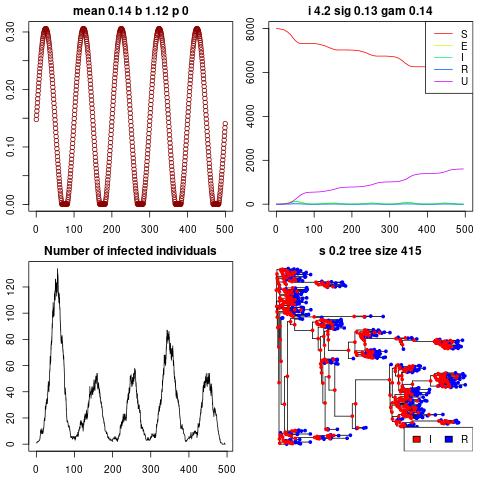 mean 0.14 b 1.12 p 0
0.30
0.20
0.10
0.00
0 100 200 300 400 500
i 4.2 sig 0.13 gam 0.14
8000
6000
4000
2000
0
0 100 200 300 400 500
S
E
I
R
U
Number of infected individuals
120
100
80
60
40
20
0
0 100 200 300 400 500
s 0.2 tree size 415
I R